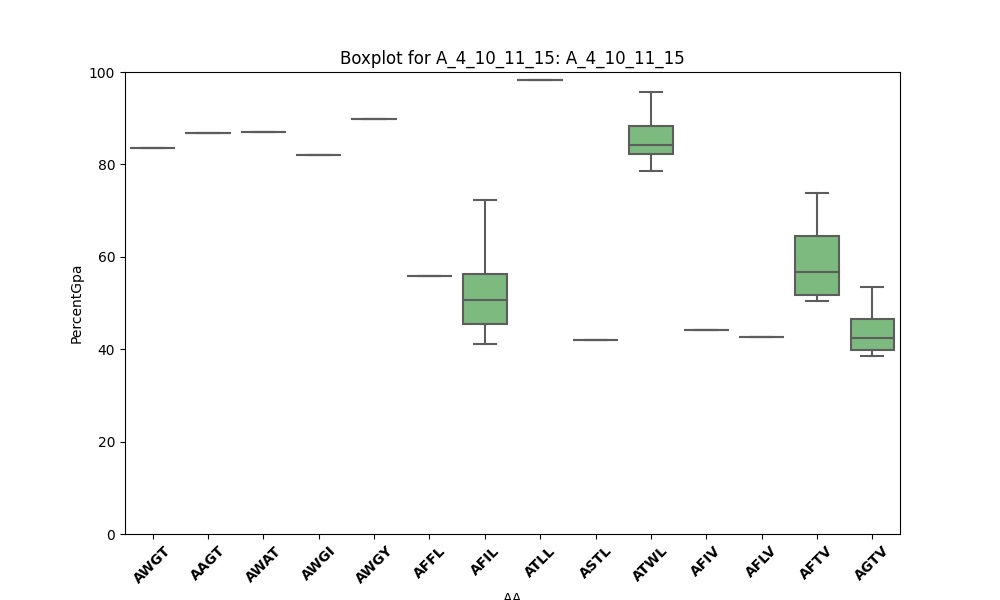 Boxplot for A_4_10_11_15: A_4_10_11_15
100
80
60
40
20
0
PercentGpa
AWGT AAGT AWAT AWGI AWGY AFFL AFIL ATLL ASTL ATWL AFIV AFLV AFTV AGTV
AA